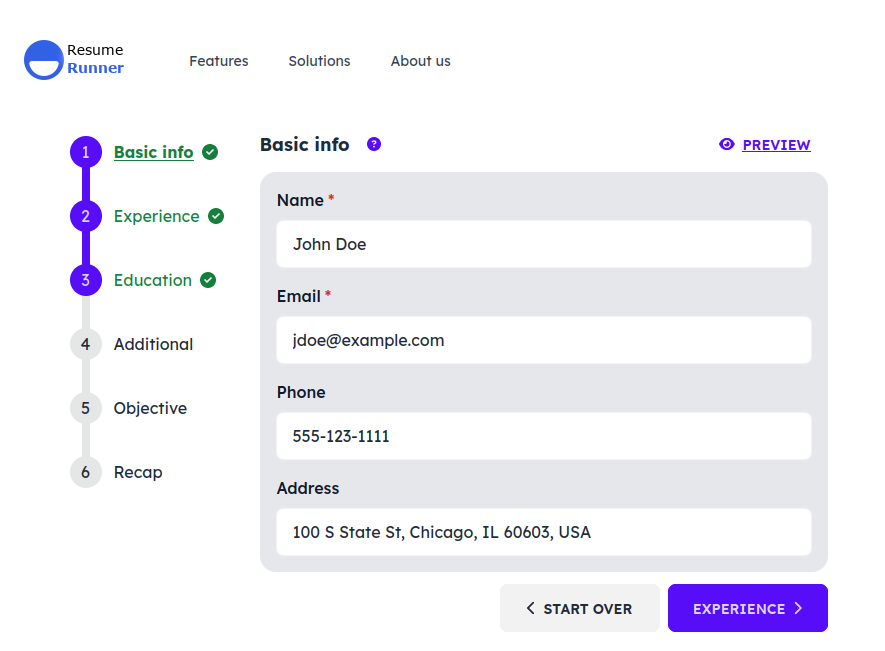 Resume
Runner
Features
Solutions
About us
1 Basic info
2 Experience
3 Education
4 Additional
5 Objective
6 Recap
Basic info ?
PREVIEW
Name *
John Doe
Email *
jdoe@example.com
Phone
555-123-1111
Address
100 S State St, Chicago, IL 60603, USA
START OVER
EXPERIENCE